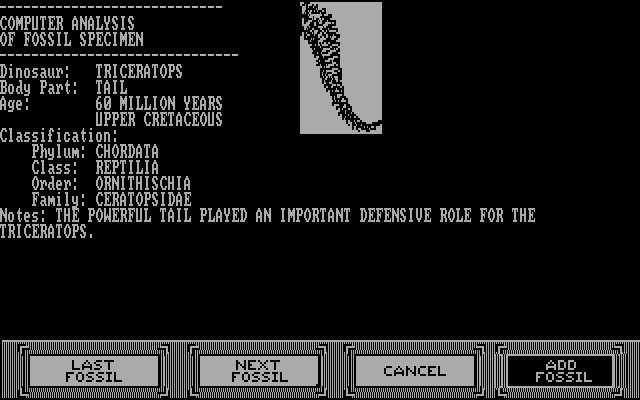 COMPUTER ANALYSIS
OF FOSSIL SPECIMEN
Dinosaur: TRICERATOPS
Body Part: TAIL
Age: 60 MILLION YEARS
UPPER CRETACEOUS
Classification:
Phylum: CHORDATA
Class: REPTILIA
Order: ORNITHISCHIA
Family: CERATOPSIDAE
Notes: THE POWERFUL TAIL PLAYED AN IMPORTANT DEFENSIVE ROLE FOR THE
TRICERATOPS.
LAST
FOSSIL
NEXT
FOSSIL
CANCEL
ADD
FOSSIL